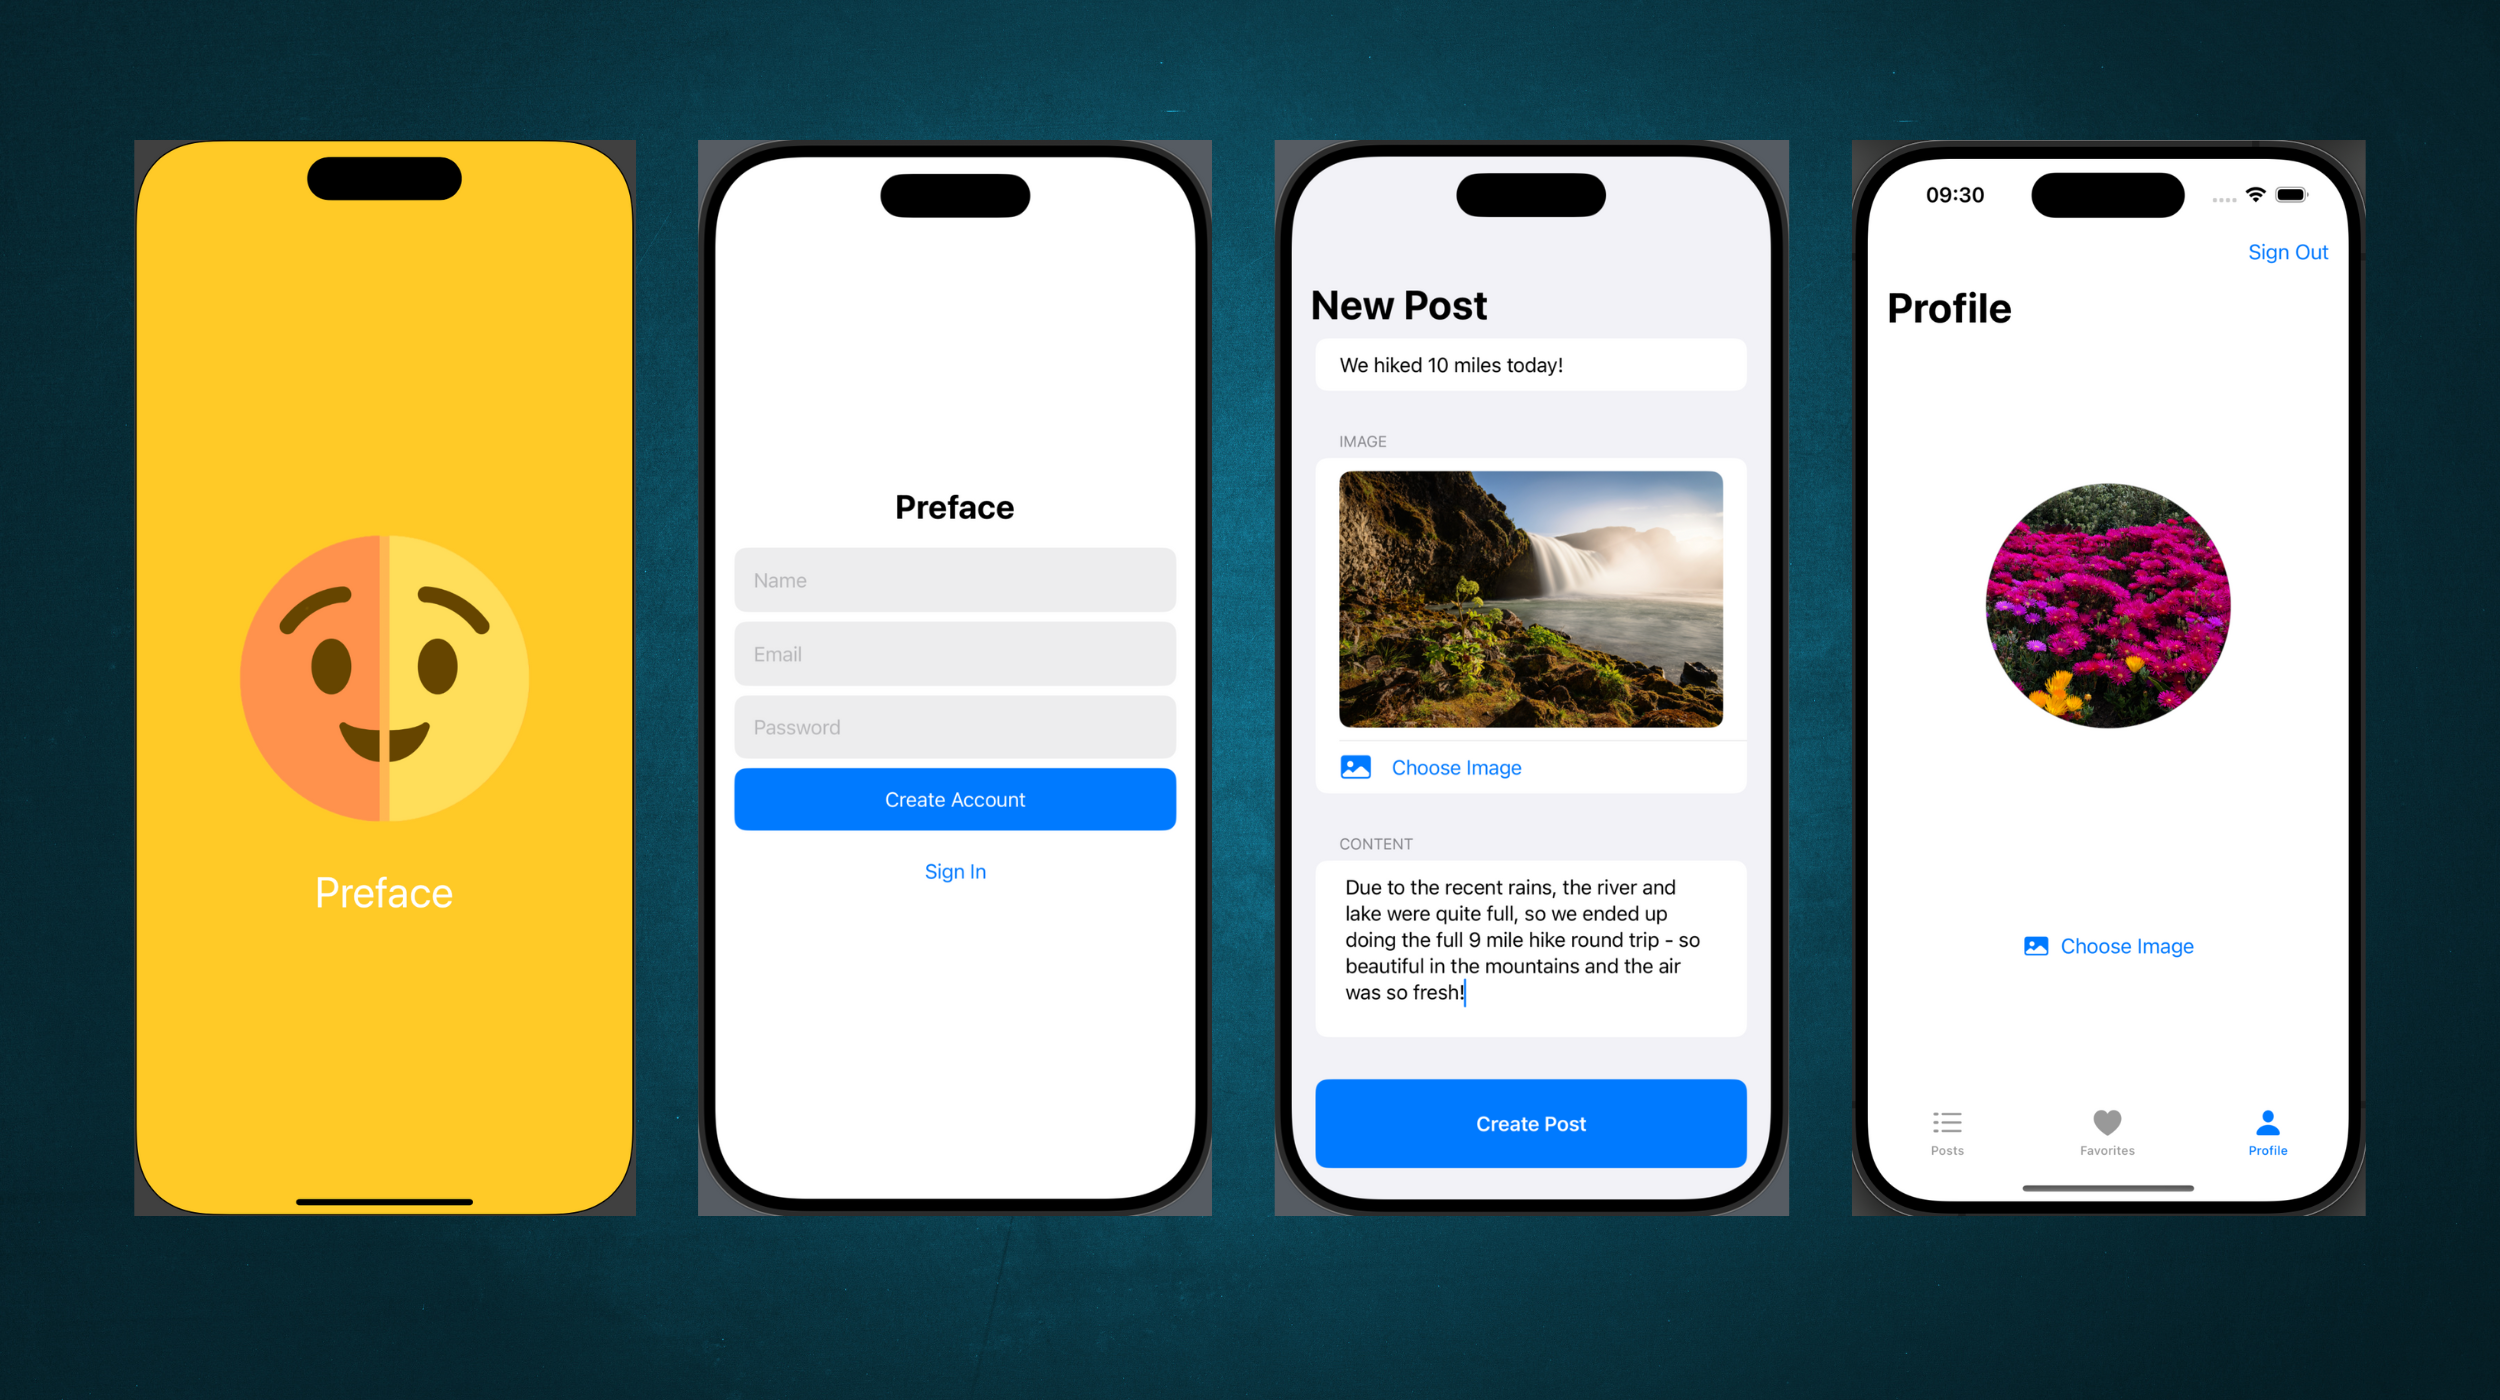 Preface
Preface
Name
Email
Password
Create Account
Sign In
New Post
We hiked 10 miles today!
IMAGE
Choose Image
CONTENT
Due to the recent rains, the river and
lake were quite full, so we ended up
doing the full 9 mile hike round trip - so
beautiful in the mountains and the air
was so fresh!
Create Post
09:30
Sign Out
Profile
Choose Image
Posts
Favorites
Profile